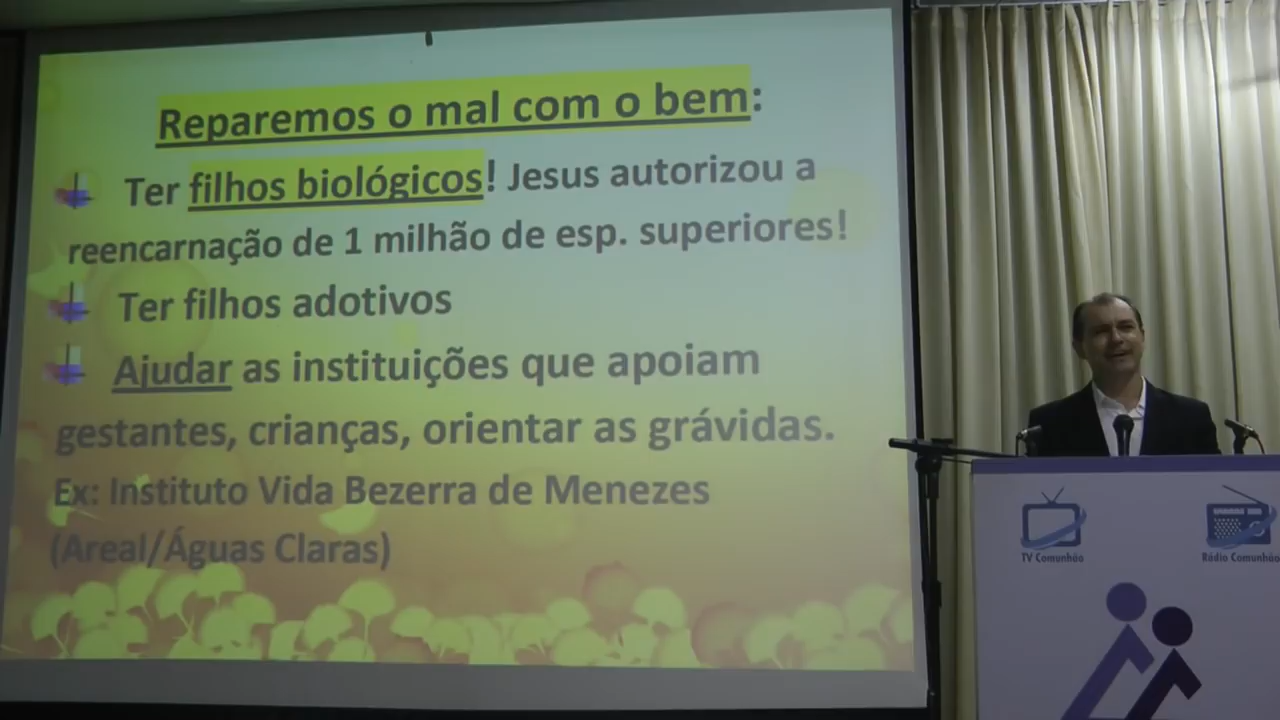 Reparemos o mal com o bem:
Ter filhos biológicos! Jesus autorizou a
reencarnação de 1 milhão de esp. superiores!
Ter filhos adotivos
Ajudar as instituições que apoiam
gestantes, crianças, orientar as grávidas.
Ex: Instituto Vida Bezerra de Menezes
(Areal/Águas Claras)
TV Comunhão
Rádio Comunhão